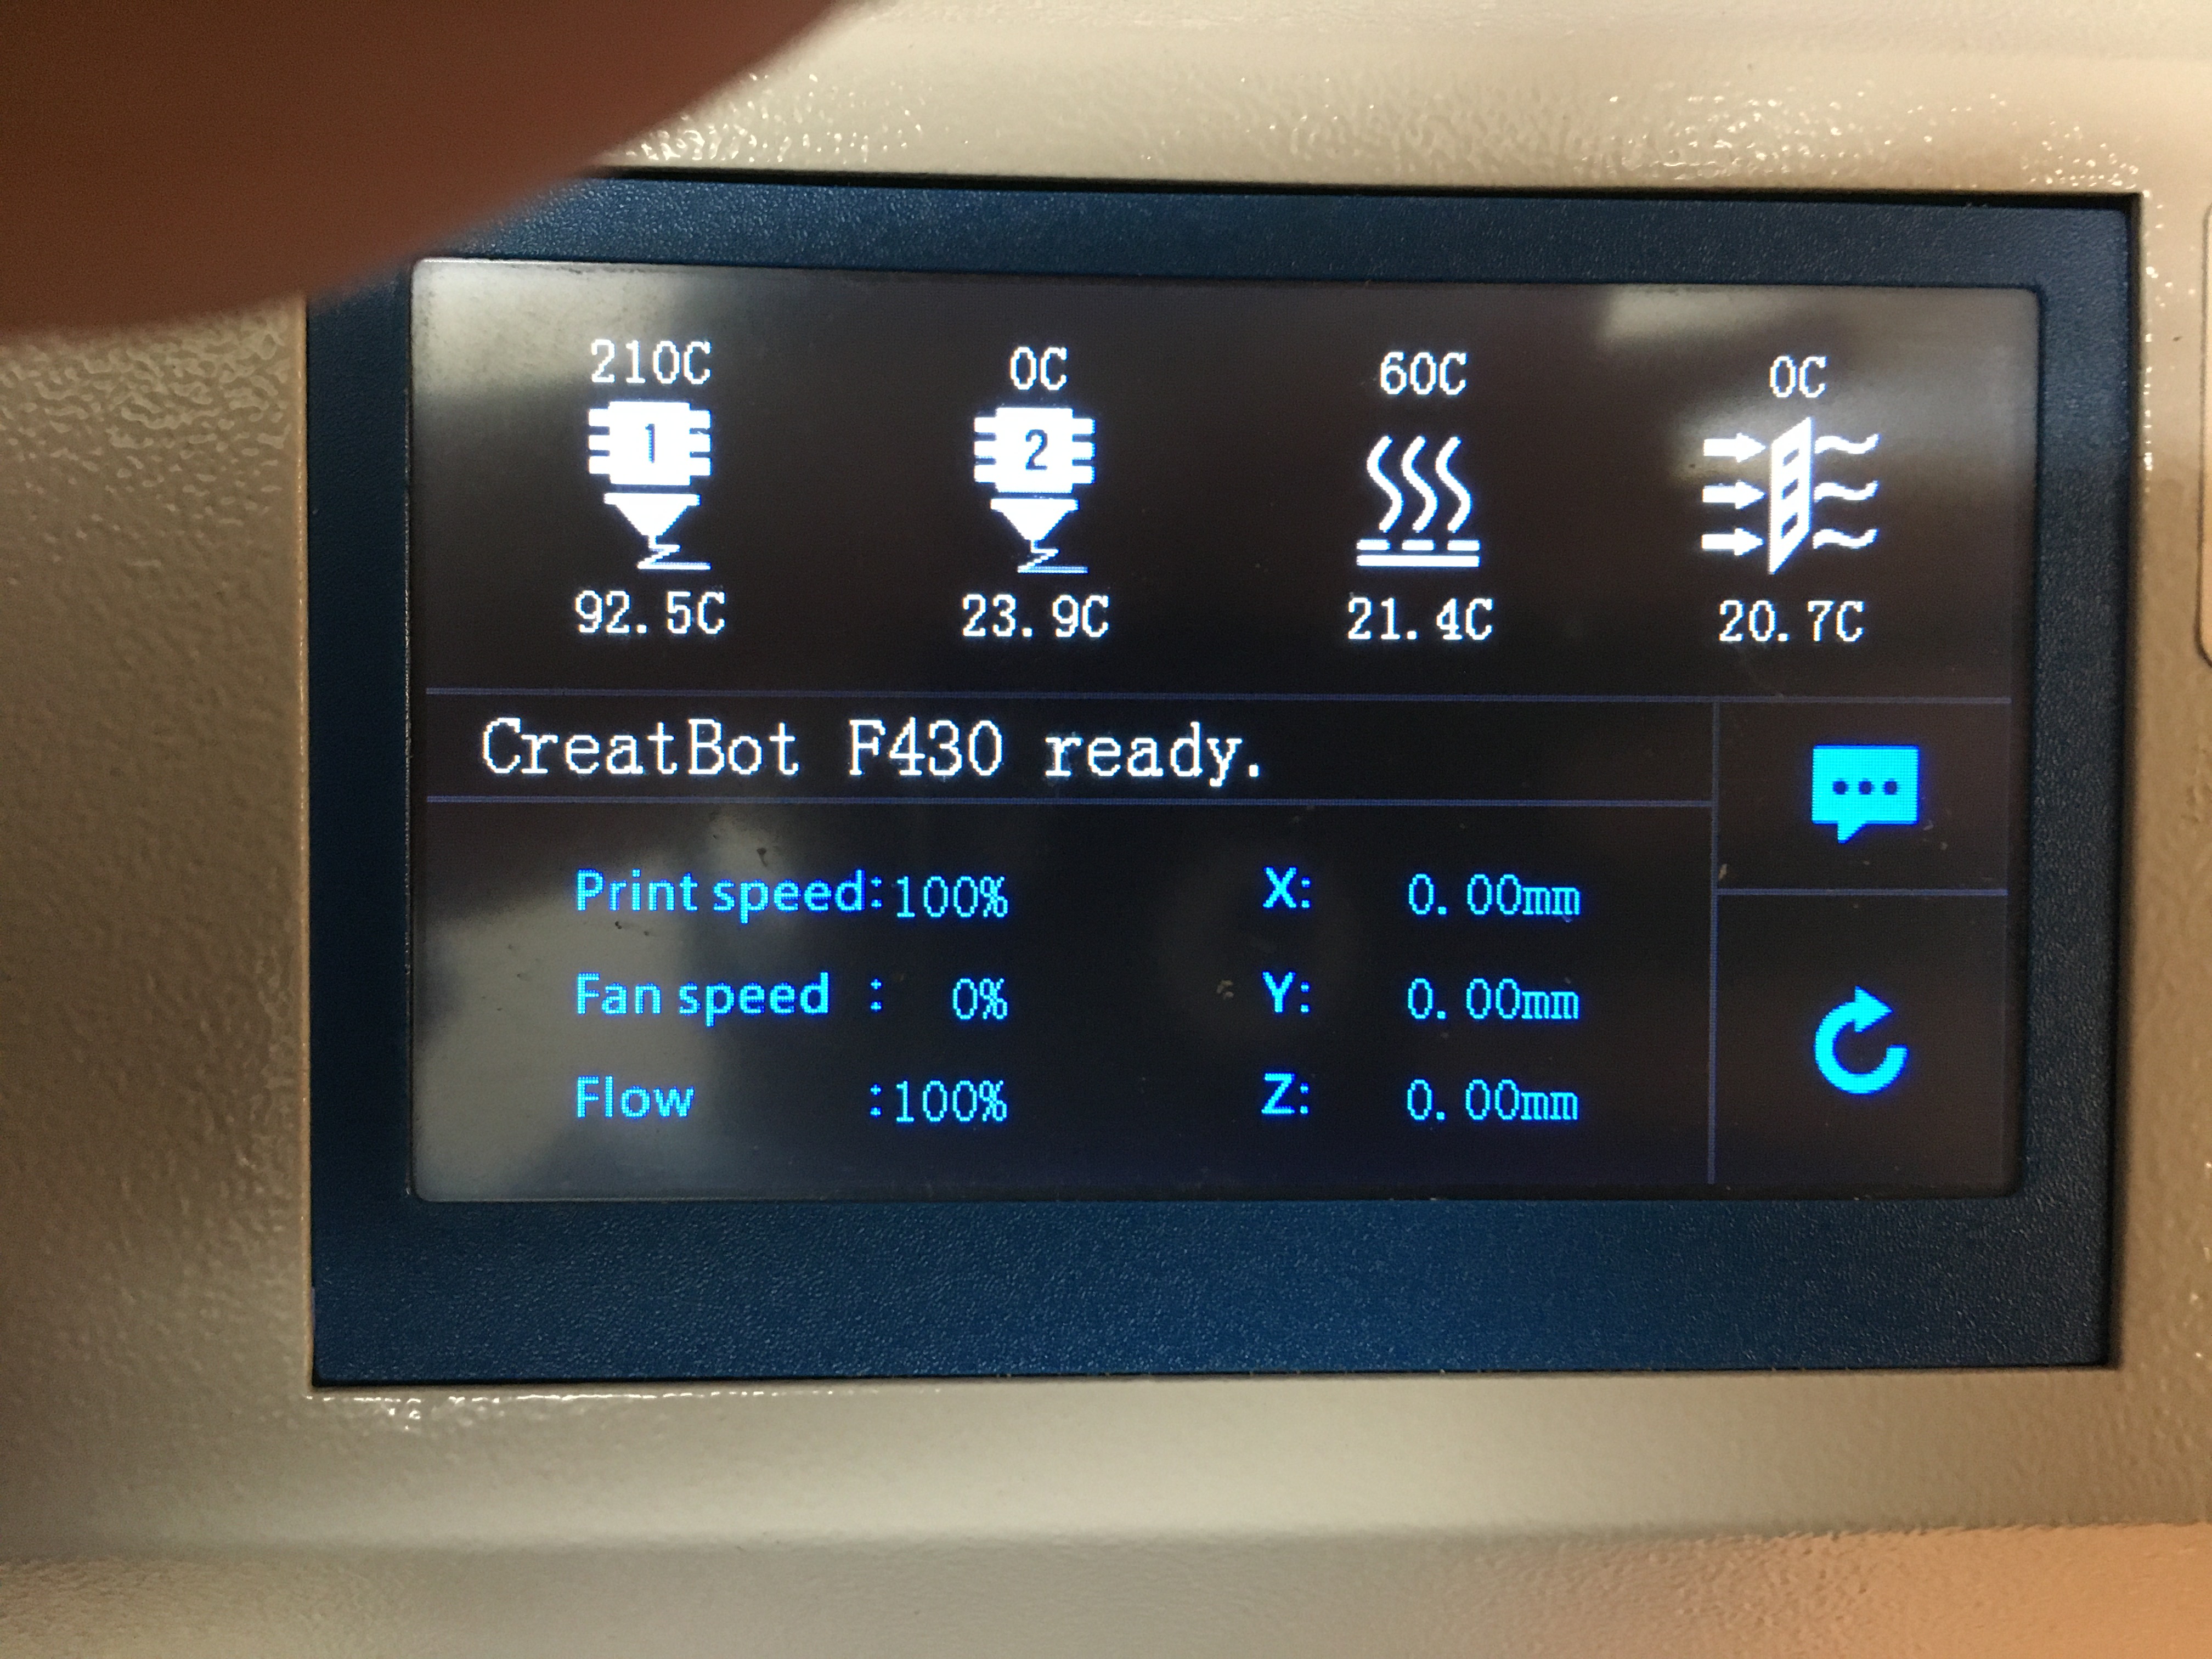 210C 0C 60C 0C
1 2
92.5C 23.9C 21.4C 20.7C
CreatBot F430 ready.
Print speed:100% X: 0.00mm
Fan speed : 0% Y: 0.00mm
Flow :100% Z: 0.00mm